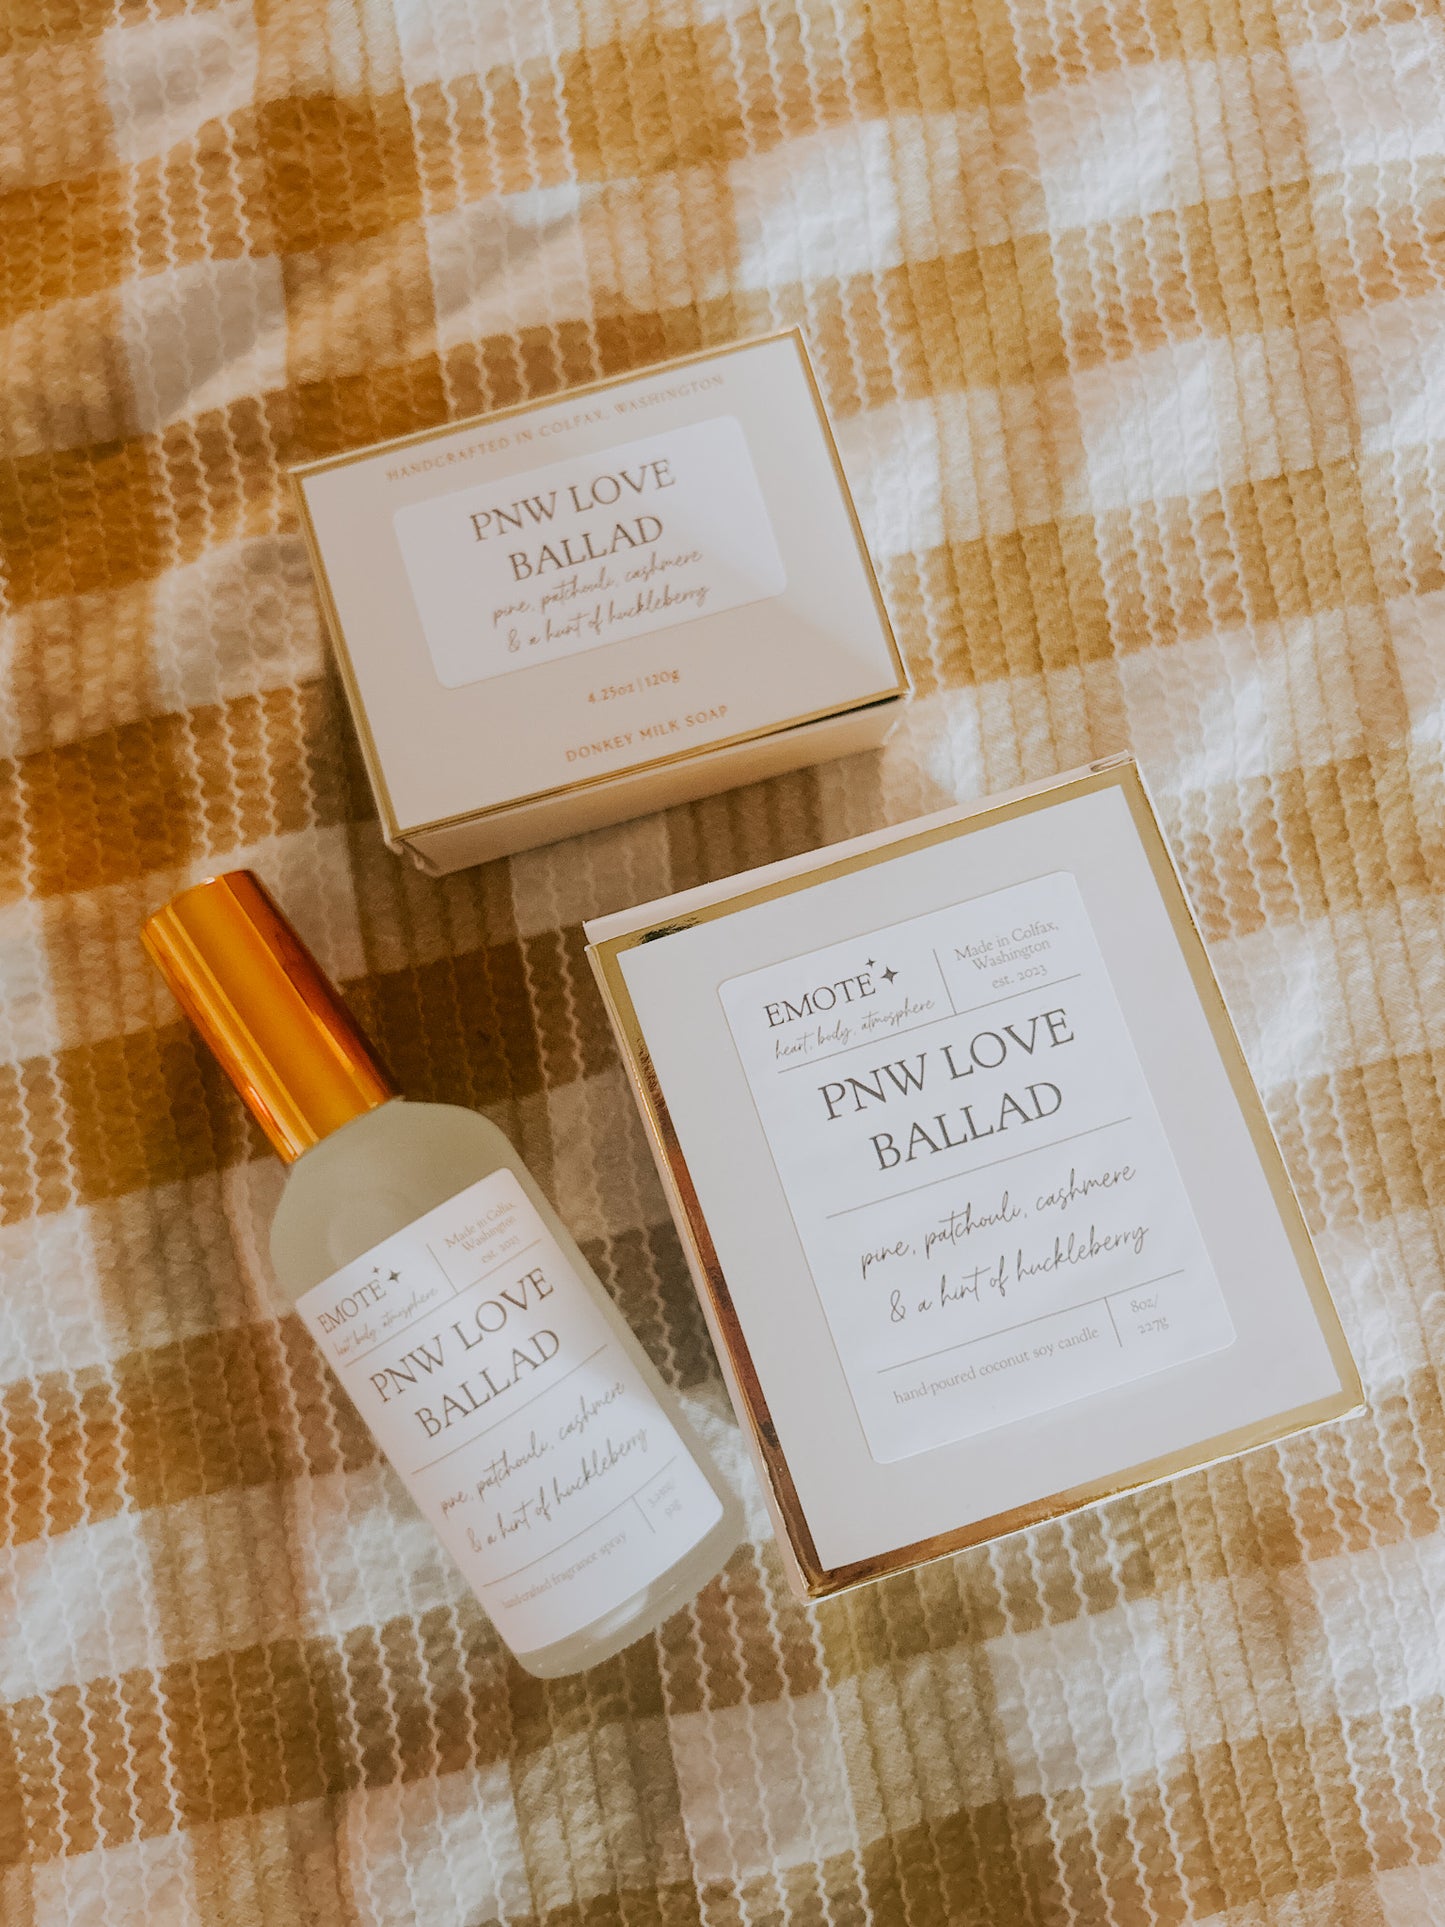 HANDCRAFTED IN COLFAX, WASHINGTON
PNW LOVE
BALLAD
pine, patchouli, cashmere
& a hint of huckleberry
4.25oz | 120g
DONKEY MILK SOAP
EMOTE
heart, body, atmosphere
Made in Colfax,
Washington
est. 2023
PNW LOVE
BALLAD
pine, patchouli, cashmere
& a hint of huckleberry
hand-poured coconut soy candle
8oz/
227g
EMOTE
heart, body, atmosphere
Made in Colfax,
Washington
est. 2023
PNW LOVE
BALLAD
pine, patchouli, cashmere
& a hint of huckleberry
handcrafted fragrance spray